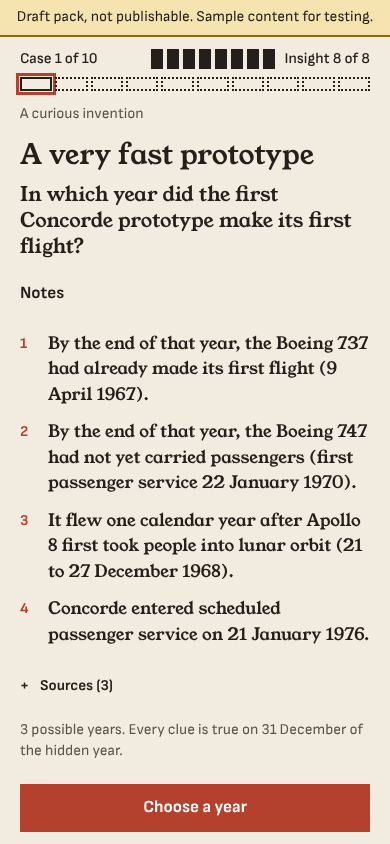 Draft pack, not publishable. Sample content for testing.
Case 1 of 10
Insight 8 of 8
A curious invention
A very fast prototype
In which year did the first
Concorde prototype make its first
flight?
Notes
1 By the end of that year, the Boeing 737
had already made its first flight (9
April 1967).
2 By the end of that year, the Boeing 747
had not yet carried passengers (first
passenger service 22 January 1970).
3 It flew one calendar year after Apollo
8 first took people into lunar orbit (21
to 27 December 1968).
4 Concorde entered scheduled
passenger service on 21 January 1976.
+ Sources (3)
3 possible years. Every clue is true on 31 December of
the hidden year.
Choose a year